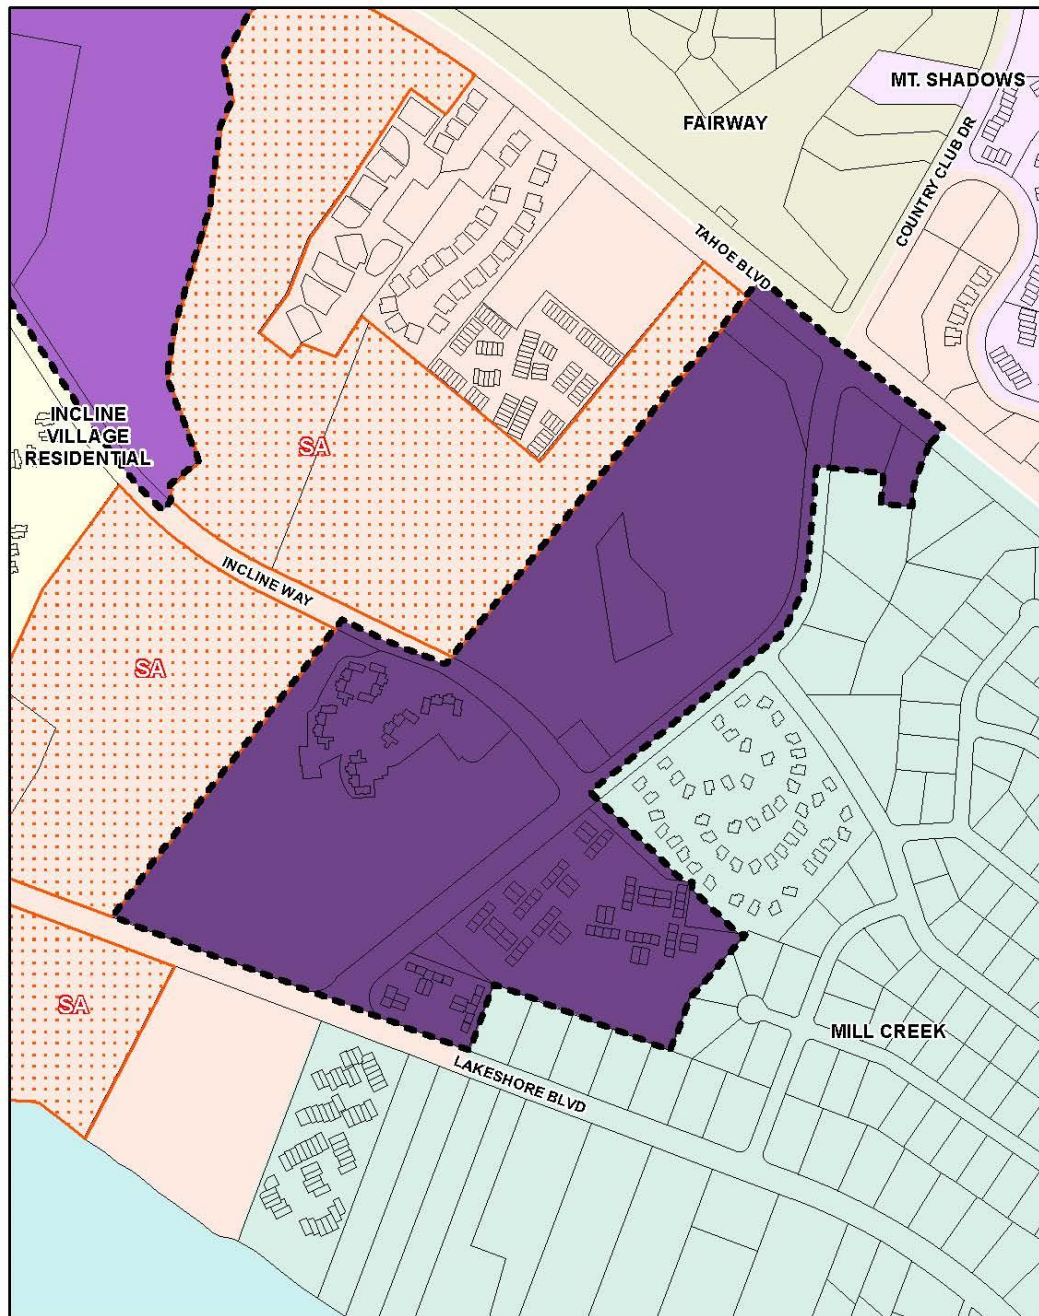 MT. SHADOWS
FAIRWAY
COUNTRY CLUB DR
TAHOE BLVD
INCLINE
VILLAGE
RESIDENTIAL
SA
INCLINE WAY
SA
SA
MILL CREEK
LAKESHORE BLVD